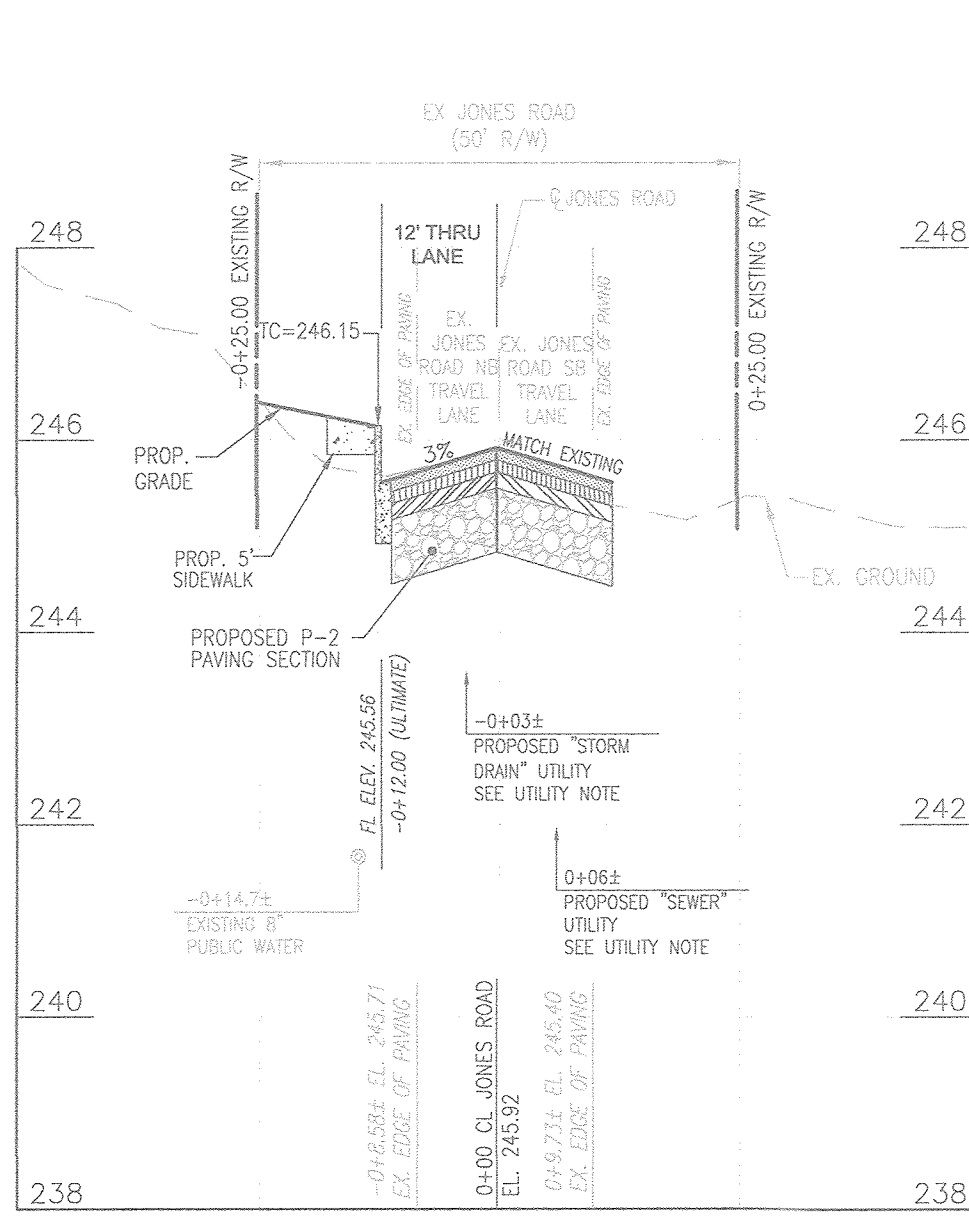 EX JONES ROAD
(50' R/W)
℄ JONES ROAD
-0+25.00 EXISTING R/W
0+25.00 EXISTING R/W
248
248
12' THRU
LANE
TC=246.15
EX. EDGE OF PAVING
EX.
JONES
ROAD NB
TRAVEL
LANE
EX. JONES
ROAD SB
TRAVEL
LANE
EX. EDGE OF PAVING
246
246
3%
MATCH EXISTING
PROP.
GRADE
PROP. 5'
SIDEWALK
EX. GROUND
244
244
PROPOSED P-2
PAVING SECTION
FL ELEV. 245.56
-0+12.00 (ULTIMATE)
-0+03±
PROPOSED "STORM
DRAIN" UTILITY
SEE UTILITY NOTE
242
242
0+06±
PROPOSED "SEWER"
UTILITY
SEE UTILITY NOTE
-0+14.7±
EXISTING 8"
PUBLIC WATER
240
240
-0+8.58± EL. 245.71
EX. EDGE OF PAVING
0+00 CL JONES ROAD
EL. 245.92
0+9.73± EL. 245.40
EX. EDGE OF PAVING
238
238